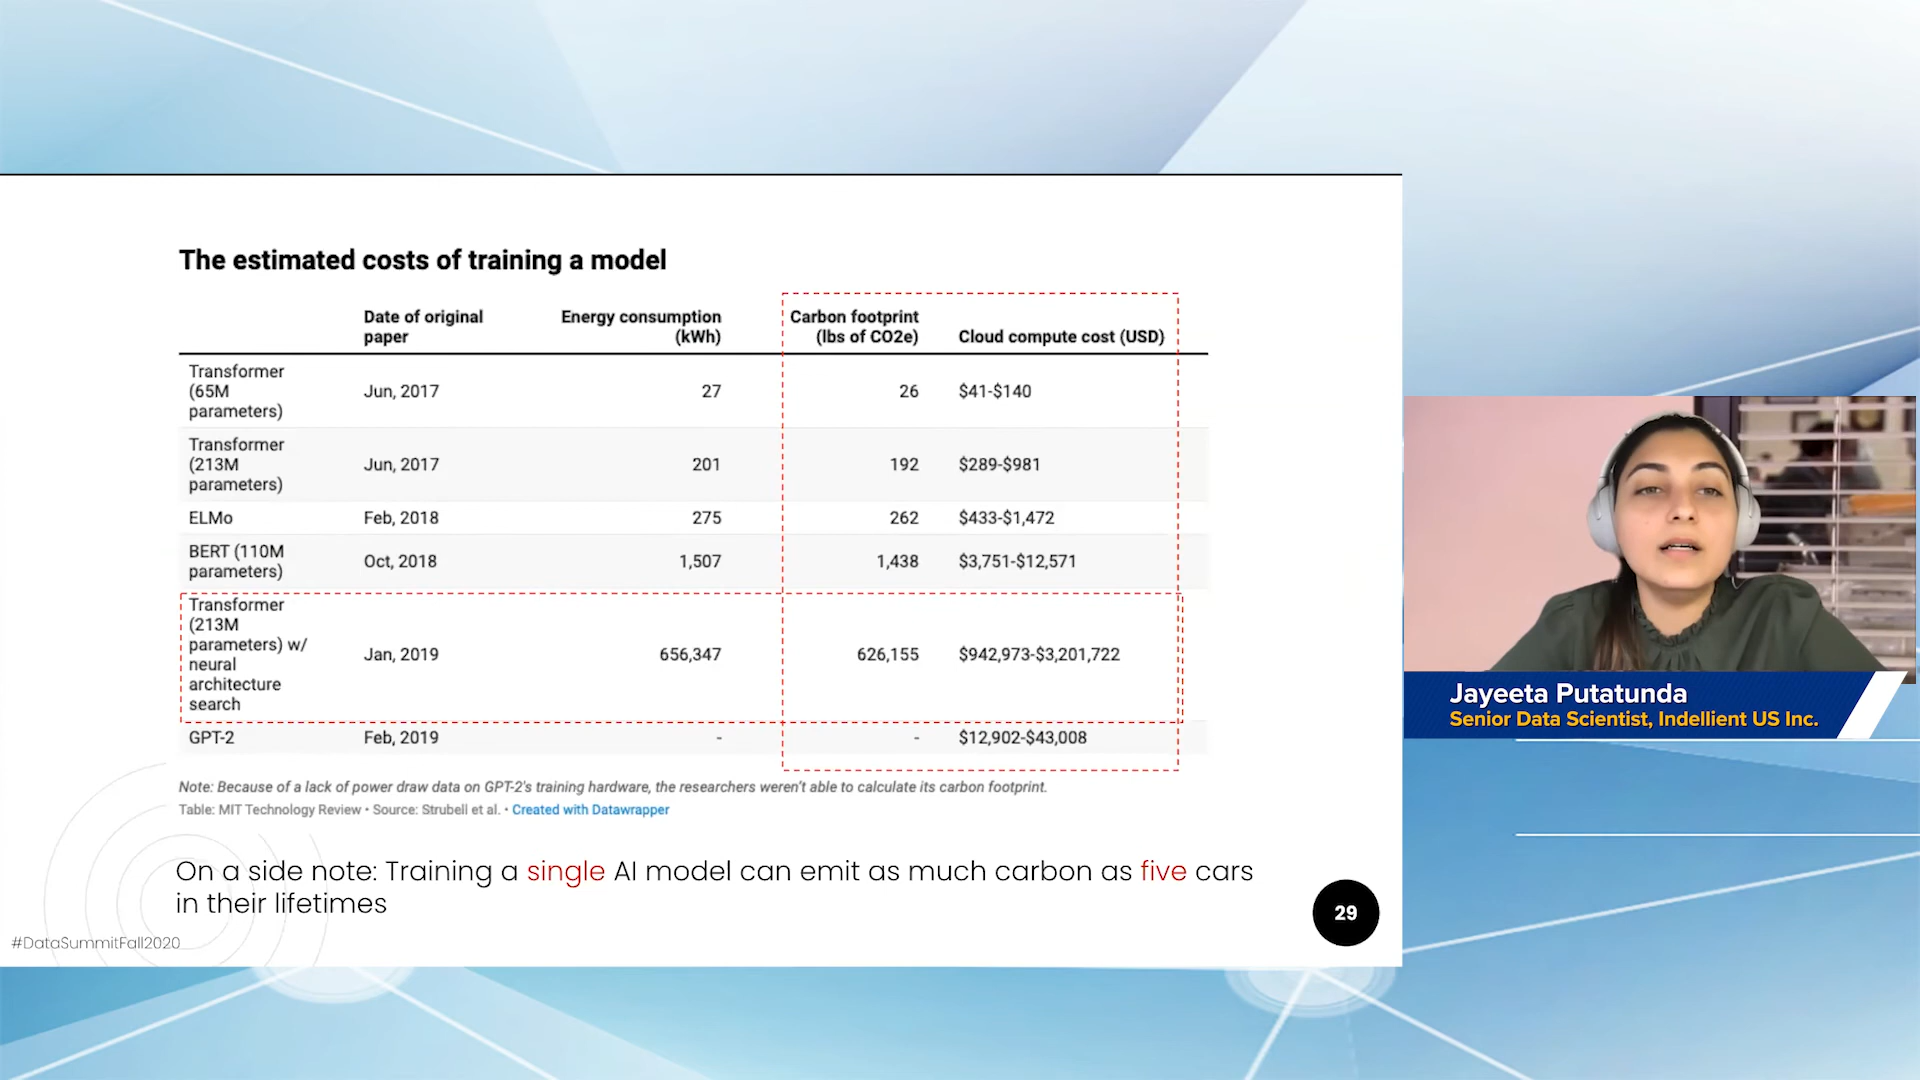 The estimated costs of training a model
Date of original
paper
Energy consumption
(kWh)
Carbon footprint
(lbs of CO2e)
Cloud compute cost (USD)
Transformer
(65M
parameters)
Jun, 2017
27
26
$41-$140
Transformer
(213M
parameters)
Jun, 2017
201
192
$289-$981
ELMo
Feb, 2018
275
262
$433-$1,472
BERT (110M
parameters)
Oct, 2018
1,507
1,438
$3,751-$12,571
Transformer
(213M
parameters) w/
neural
architecture
search
Jan, 2019
656,347
626,155
$942,973-$3,201,722
GPT-2
Feb, 2019
-
-
$12,902-$43,008
Note: Because of a lack of power draw data on GPT-2's training hardware, the researchers weren't able to calculate its carbon footprint.
Table: MIT Technology Review • Source: Strubell et al. • Created with Datawrapper
On a side note: Training a single AI model can emit as much carbon as five cars
in their lifetimes
29
#DataSummitFall2020
Jayeeta Putatunda
Senior Data Scientist, Indellient US Inc.